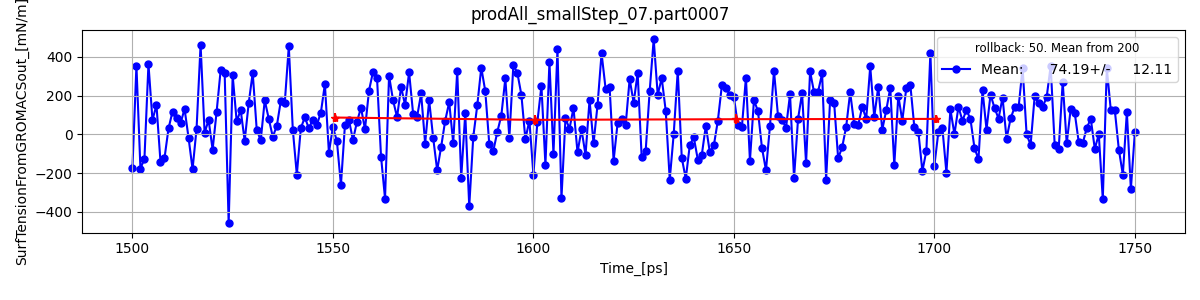 prodAll_smallStep_07.part0007
SurfTensionFromGROMACSout_[mN/m]
400
200
0
−200
−400
rollback: 50. Mean from 200
Mean: 74.19+/- 12.11
1500
1550
1600
1650
1700
1750
Time_[ps]